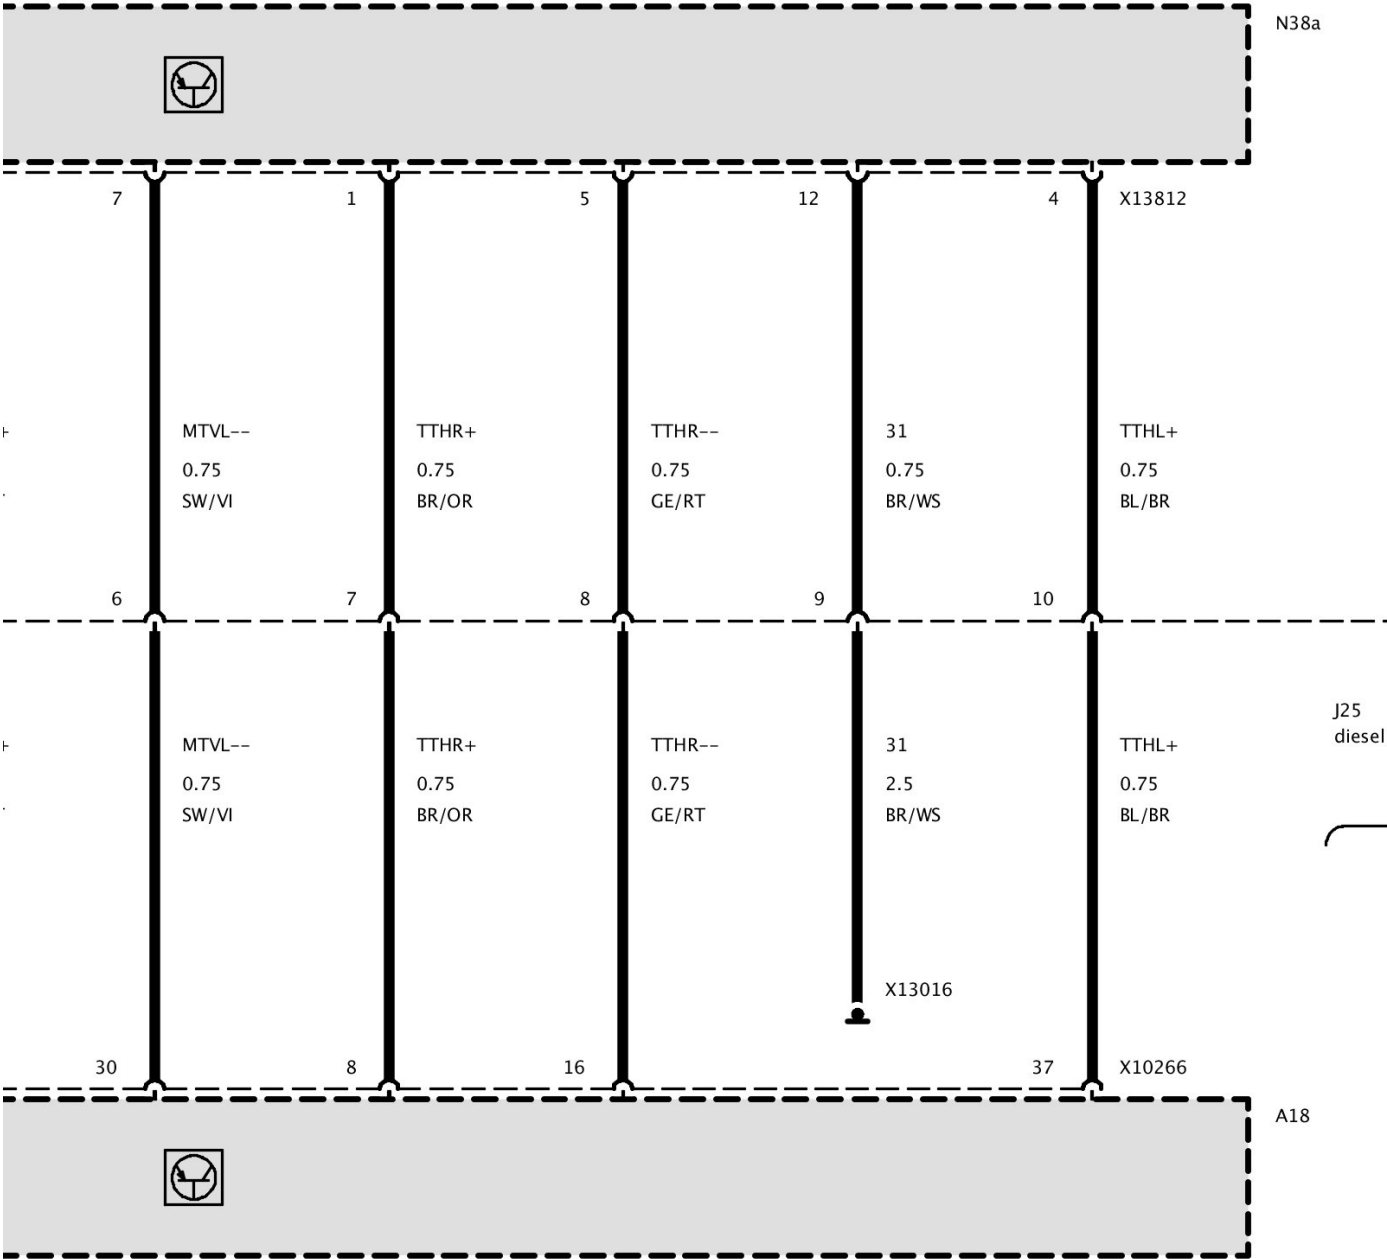 N38a
7
1
5
12
4
X13812
MTVL--
0.75
SW/VI
TTHR+
0.75
BR/OR
TTHR--
0.75
GE/RT
31
0.75
BR/WS
TTHL+
0.75
BL/BR
6
7
8
9
10
J25
diesel
MTVL--
0.75
SW/VI
TTHR+
0.75
BR/OR
TTHR--
0.75
GE/RT
31
2.5
BR/WS
TTHL+
0.75
BL/BR
X13016
30
8
16
37
X10266
A18